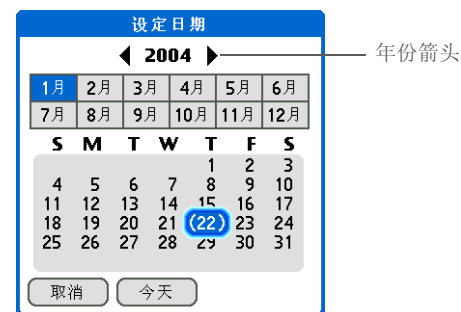 设定日期
2004
年份箭头
1月 2月 3月 4月 5月 6月
7月 8月 9月 10月 11月 12月
S M T W T F S
1 2 3
4 5 6 7 8 9 10
11 12 13 14 15 16 17
18 19 20 21 (22) 23 24
25 26 27 28 29 30 31
取消 今天